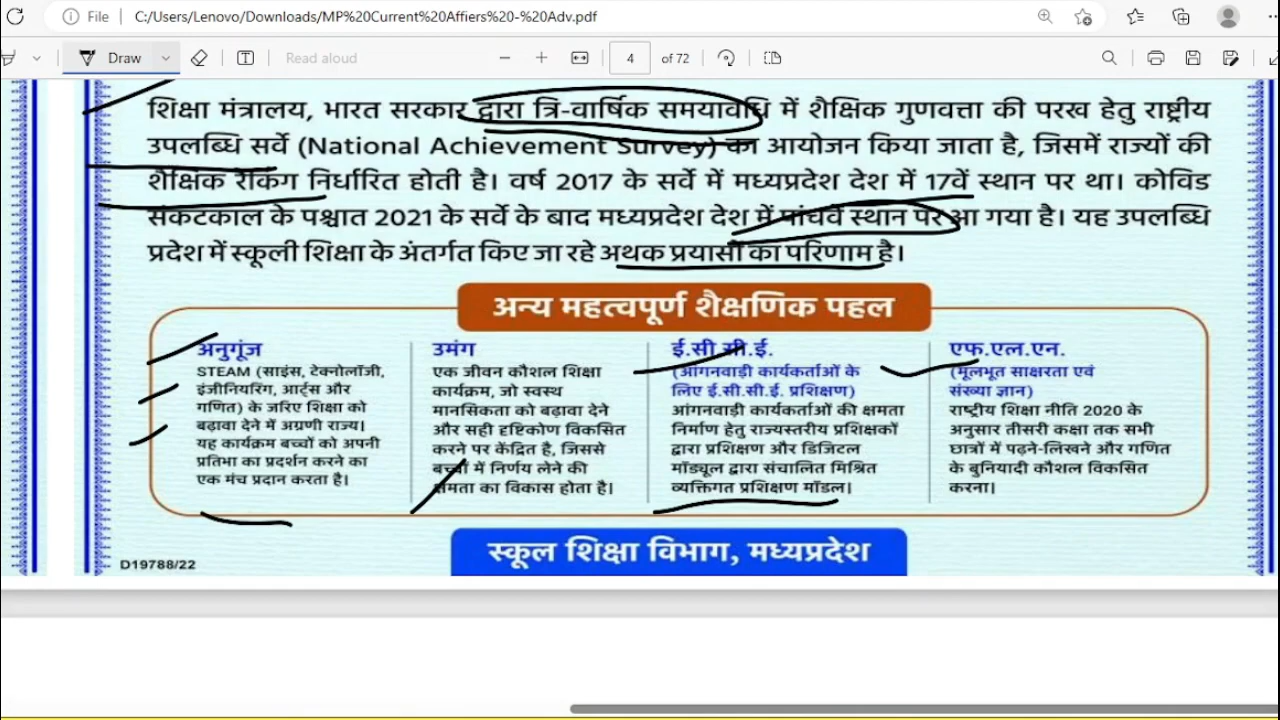 File
C:/Users/Lenovo/Downloads/MP%20Current%20Affiers%20-%20Adv.pdf
Draw
Read aloud
4 of 72
शिक्षा मंत्रालय, भारत सरकार द्वारा त्रि-वार्षिक समयावधि में शैक्षिक गुणवत्ता की परख हेतु राष्ट्रीय
उपलब्धि सर्वे (National Achievement Survey) का आयोजन किया जाता है, जिसमें राज्यों की
शैक्षिक रैंकिंग निर्धारित होती है। वर्ष 2017 के सर्वे में मध्यप्रदेश देश में 17वें स्थान पर था। कोविड
संकटकाल के पश्चात 2021 के सर्वे के बाद मध्यप्रदेश देश में पांचवें स्थान पर आ गया है। यह उपलब्धि
प्रदेश में स्कूली शिक्षा के अंतर्गत किए जा रहे अथक प्रयासों का परिणाम है।
अन्य महत्वपूर्ण शैक्षणिक पहल
अनुगूंज
STEAM (साइंस, टेक्नोलॉजी,
इंजीनियरिंग, आर्ट्स और
गणित) के जरिए शिक्षा को
बढ़ावा देने में अग्रणी राज्य।
यह कार्यक्रम बच्चों को अपनी
प्रतिभा का प्रदर्शन करने का
एक मंच प्रदान करता है।
उमंग
एक जीवन कौशल शिक्षा
कार्यक्रम, जो स्वस्थ
मानसिकता को बढ़ावा देने
और सही दृष्टिकोण विकसित
करने पर केंद्रित है, जिससे
बच्चों में निर्णय लेने की
क्षमता का विकास होता है।
ई.सी.सी.ई.
(आंगनवाड़ी कार्यकर्ताओं के
लिए ई.सी.सी.ई. प्रशिक्षण)
आंगनवाड़ी कार्यकर्ताओं की क्षमता
निर्माण हेतु राज्यस्तरीय प्रशिक्षकों
द्वारा प्रशिक्षण और डिजिटल
मॉड्यूल द्वारा संचालित मिश्रित
व्यक्तिगत प्रशिक्षण मॉडल।
एफ.एल.एन.
(मूलभूत साक्षरता एवं
संख्या ज्ञान)
राष्ट्रीय शिक्षा नीति 2020 के
अनुसार तीसरी कक्षा तक सभी
छात्रों में पढ़ने-लिखने और गणित
के बुनियादी कौशल विकसित
करना।
D19788/22
स्कूल शिक्षा विभाग, मध्यप्रदेश